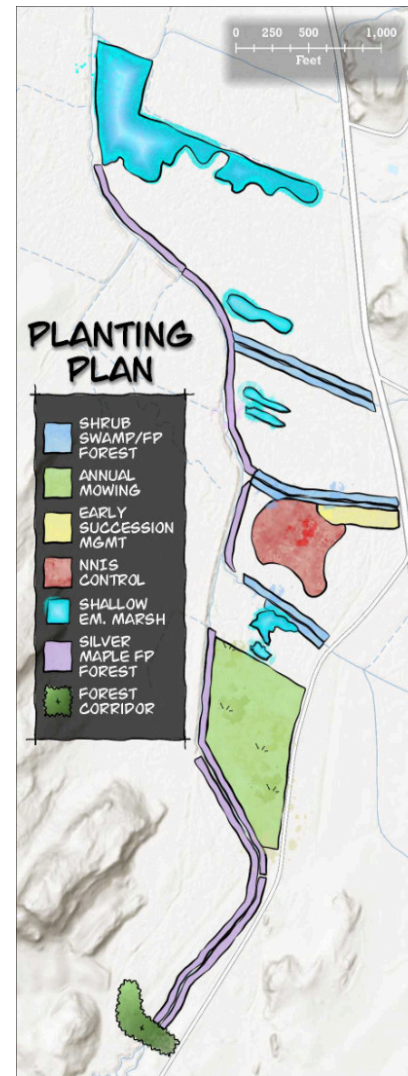 0 250 500 1,000
Feet
PLANTING
PLAN
SHRUB
SWAMP/FP
FOREST
ANNUAL
MOWING
EARLY
SUCCESSION
MGMT
NNIS
CONTROL
SHALLOW
EM. MARSH
SILVER
MAPLE FP
FOREST
FOREST
CORRIDOR